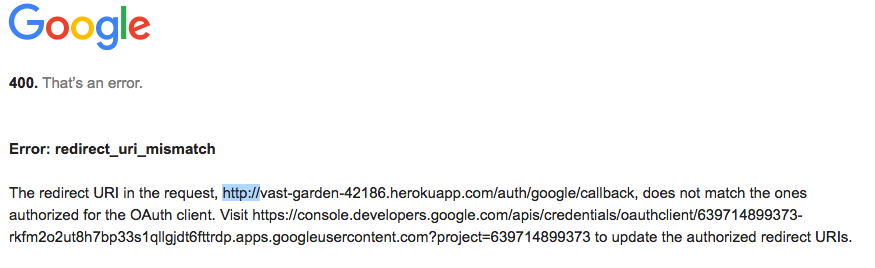 Google
400. That's an error.
Error: redirect_uri_mismatch
The redirect URI in the request, http://vast-garden-42186.herokuapp.com/auth/google/callback, does not match the ones
authorized for the OAuth client. Visit https://console.developers.google.com/apis/credentials/oauthclient/639714899373-
rkfm2o2ut8h7bp33s1qllgjdt6fttrdp.apps.googleusercontent.com?project=639714899373 to update the authorized redirect URIs.